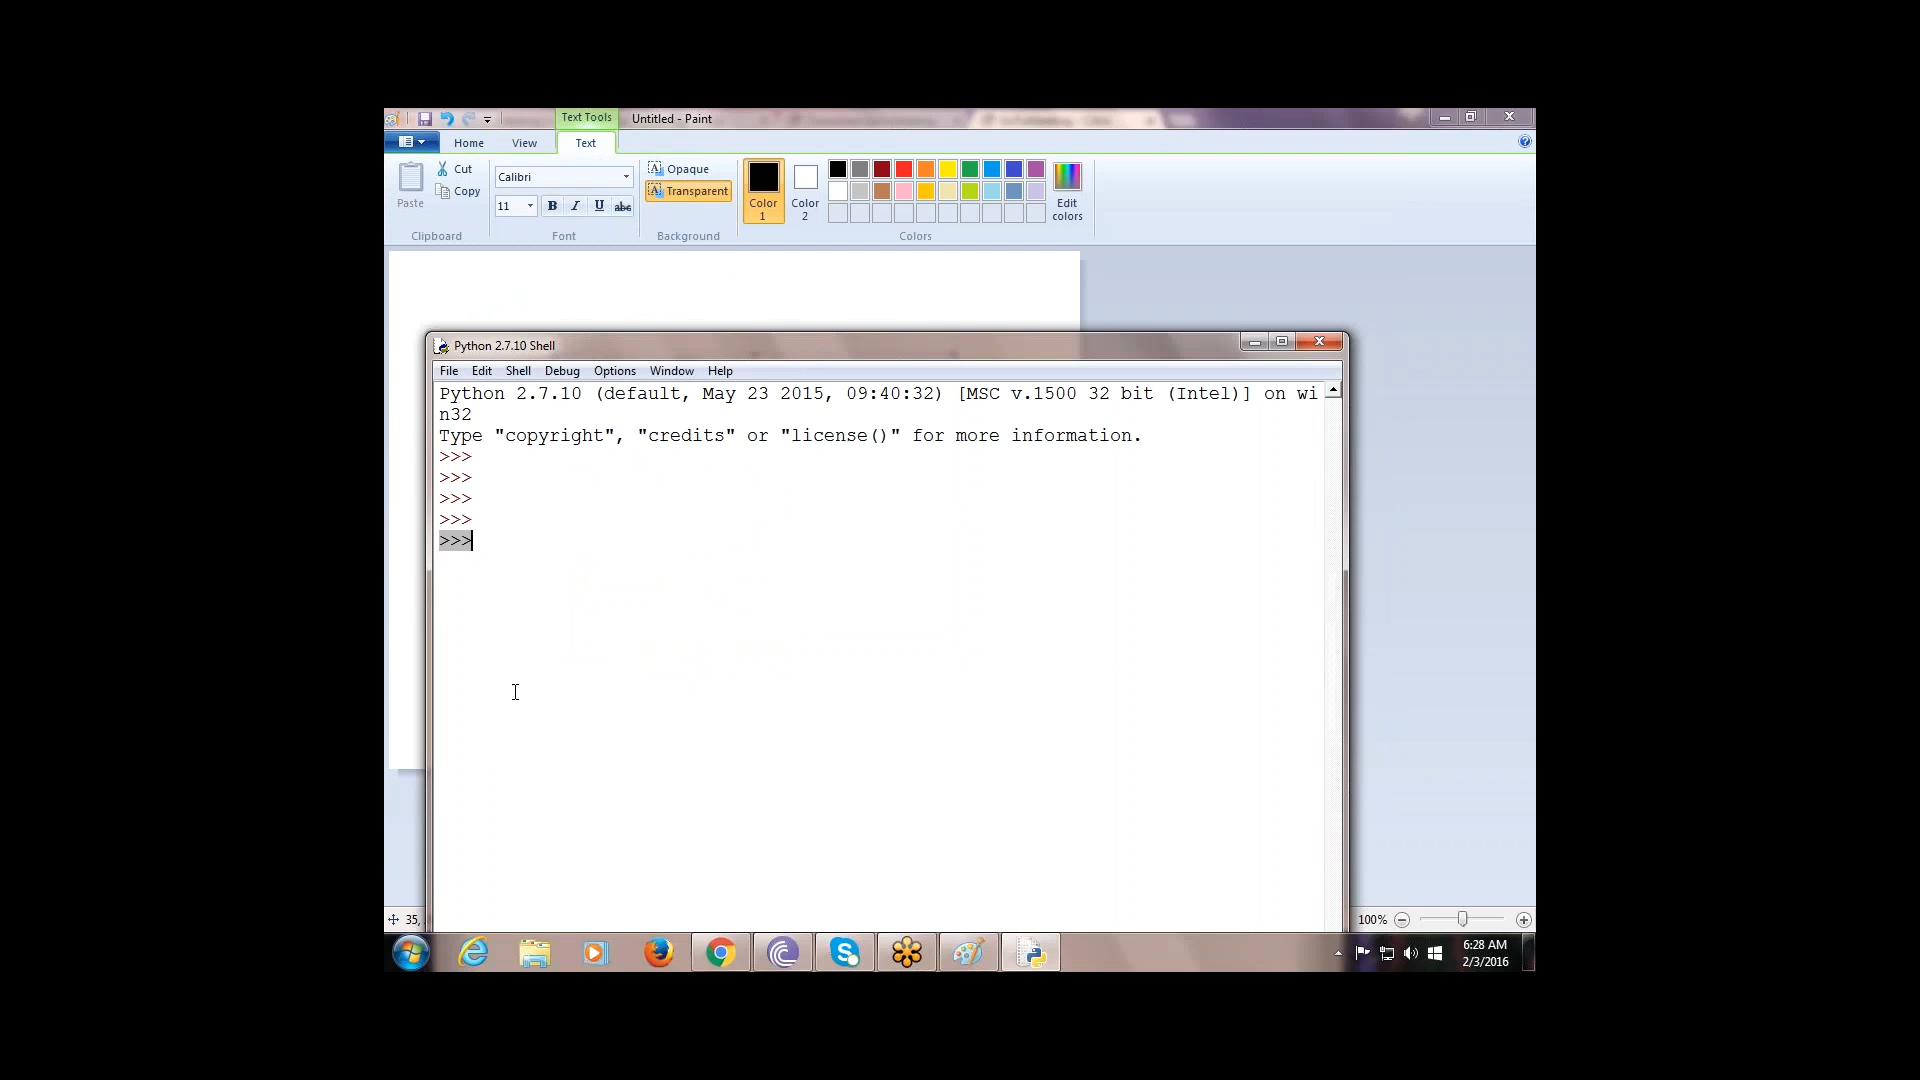 Text Tools
Untitled - Paint
Home
View
Text
Paste
Cut
Copy
Clipboard
Calibri
11
B
I
U
abc
Font
Opaque
Transparent
Background
Color
1
Color
2
Edit
colors
Colors
Python 2.7.10 Shell
File Edit Shell Debug Options Window Help
Python 2.7.10 (default, May 23 2015, 09:40:32) [MSC v.1500 32 bit (Intel)] on wi
n32
Type "copyright", "credits" or "license()" for more information.
>>>
>>>
>>>
>>>
>>>
35,
100%
6:28 AM
2/3/2016